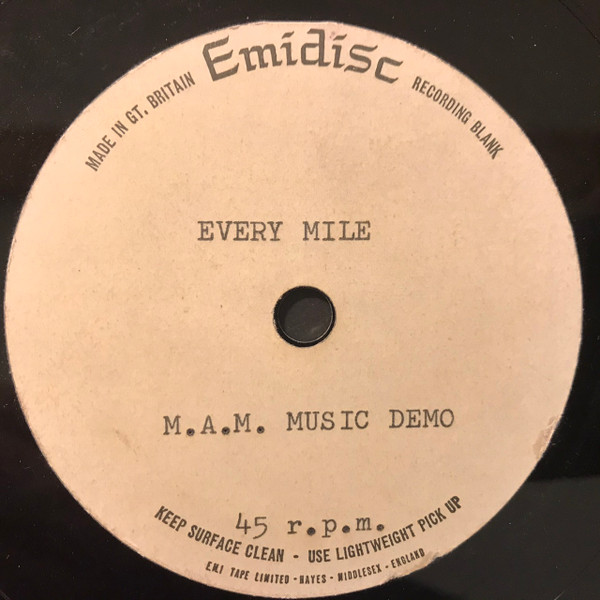 Emidisc
MADE IN GT. BRITAIN
RECORDING BLANK
EVERY MILE
M.A.M. MUSIC DEMO
45 r.p.m.
KEEP SURFACE CLEAN - USE LIGHTWEIGHT PICK UP
E.M.I TAPE LIMITED - HAYES - MIDDLESEX - ENGLAND